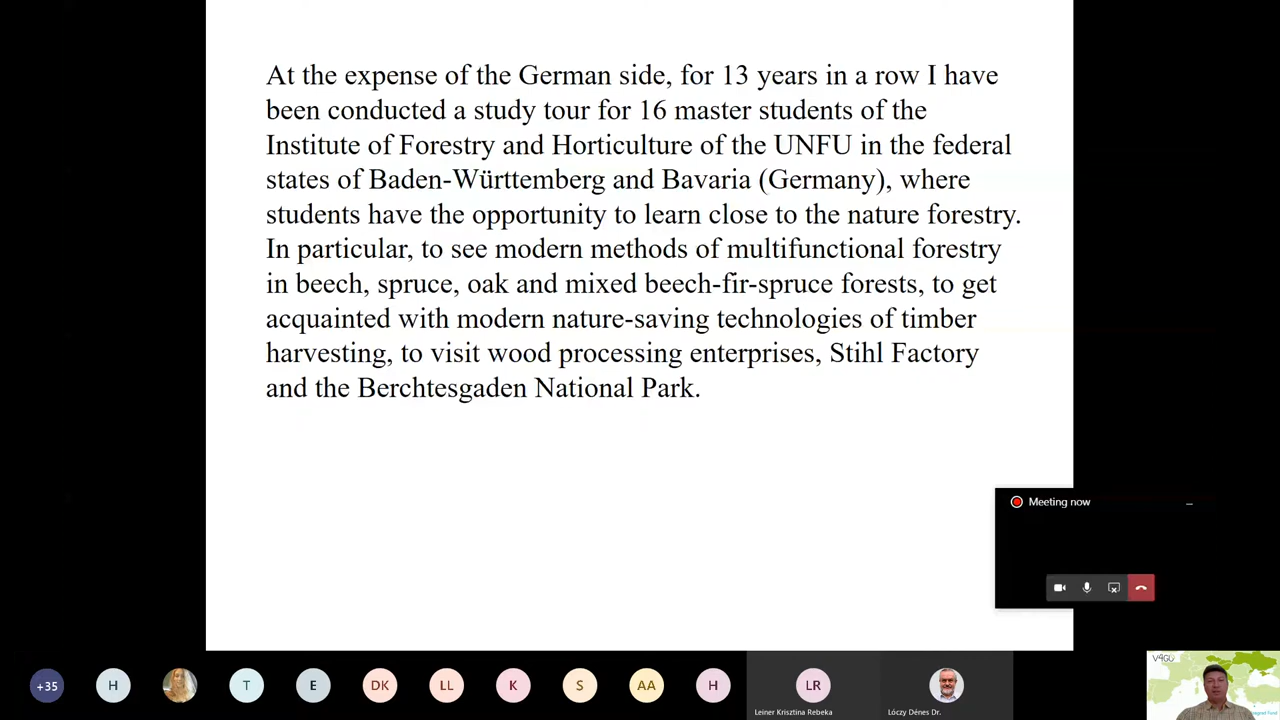 At the expense of the German side, for 13 years in a row I have
been conducted a study tour for 16 master students of the
Institute of Forestry and Horticulture of the UNFU in the federal
states of Baden-Württemberg and Bavaria (Germany), where
students have the opportunity to learn close to the nature forestry.
In particular, to see modern methods of multifunctional forestry
in beech, spruce, oak and mixed beech-fir-spruce forests, to get
acquainted with modern nature-saving technologies of timber
harvesting, to visit wood processing enterprises, Stihl Factory
and the Berchtesgaden National Park.
Meeting now
+35
H
T
E
DK
LL
K
S
AA
H
LR
Leiner Krisztina Rebeka
Lóczy Dénes Dr.